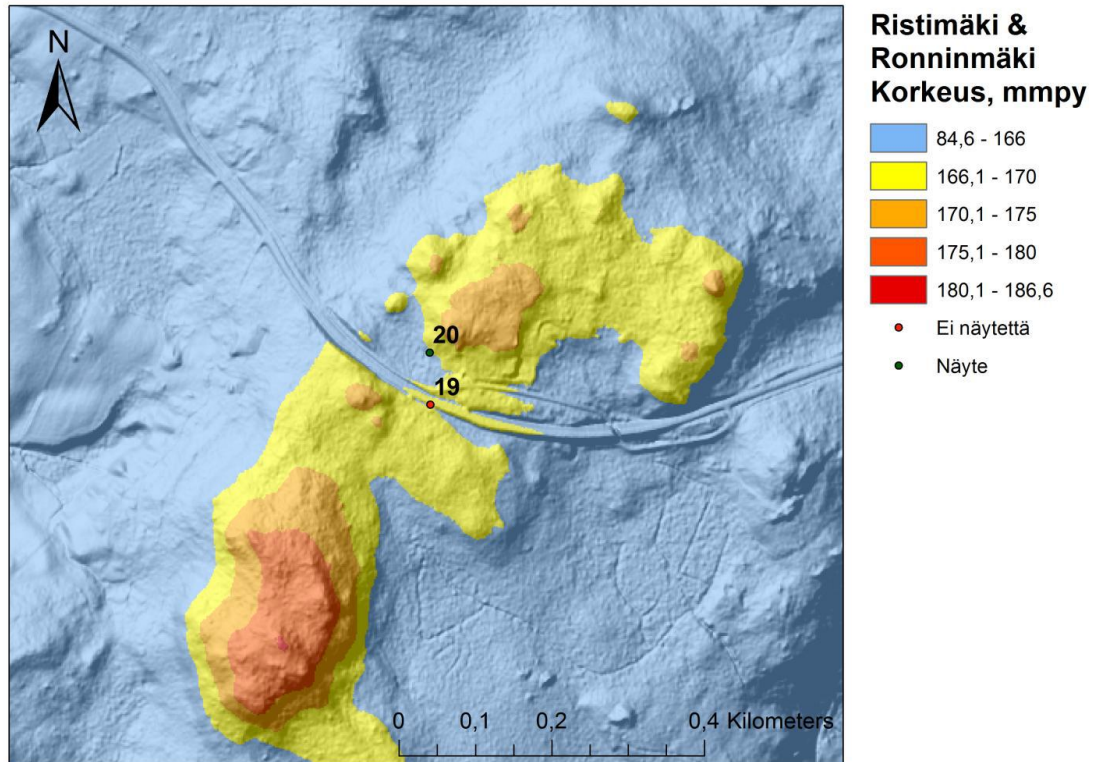 Ristimäki &
Ronninmäki
Korkeus, mmpy
84,6 - 166
166,1 - 170
170,1 - 175
175,1 - 180
180,1 - 186,6
Ei näytettä
Näyte
N
20
19
0 0,1 0,2 0,4 Kilometers